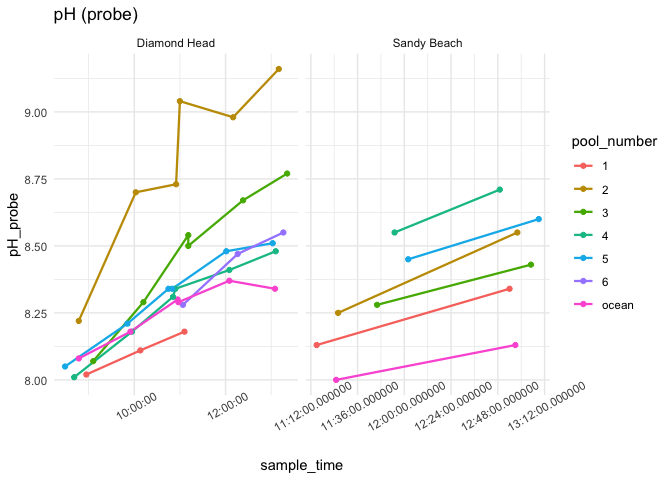 pH (probe)
Diamond Head
Sandy Beach
pH_probe
9.00
8.75
8.50
8.25
8.00
10:00:00
12:00:00
11:12:00.000000
11:36:00.000000
12:00:00.000000
12:24:00.000000
12:48:00.000000
13:12:00.000000
sample_time
pool_number
1
2
3
4
5
6
ocean